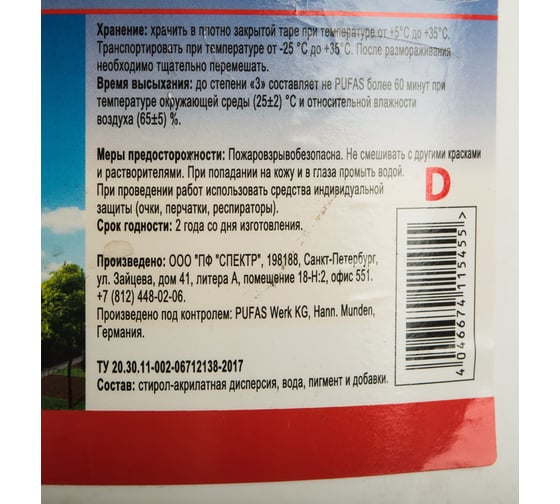 Хранение: хранить в плотно закрытой таре при температуре от +5°С до +35°С.
Транспортировать при температуре от -25 °С до +35°С. После размораживания
необходимо тщательно перемешать.
Время высыхания: до степени «3» составляет не PUFAS более 60 минут при
температуре окружающей среды (25±2) °С и относительной влажности
воздуха (65±5) %.
Меры предосторожности: Пожаровзрывобезопасна. Не смешивать с другими красками
и растворителями. При попадании на кожу и в глаза промыть водой.
При проведении работ использовать средства индивидуальной
защиты (очки, перчатки, респираторы).
Срок годности: 2 года со дня изготовления.
D
Произведено: ООО "ПФ "СПЕКТР", 198188, Санкт-Петербург,
ул. Зайцева, дом 41, литера А, помещение 18-Н:2, офис 551.
+7 (812) 448-02-06.
Произведено под контролем: PUFAS Werk KG, Hann. Munden,
Германия.
ТУ 20.30.11-002-06712138-2017
Состав: стирол-акрилатная дисперсия, вода, пигмент и добавки.
4 046674 115455 >